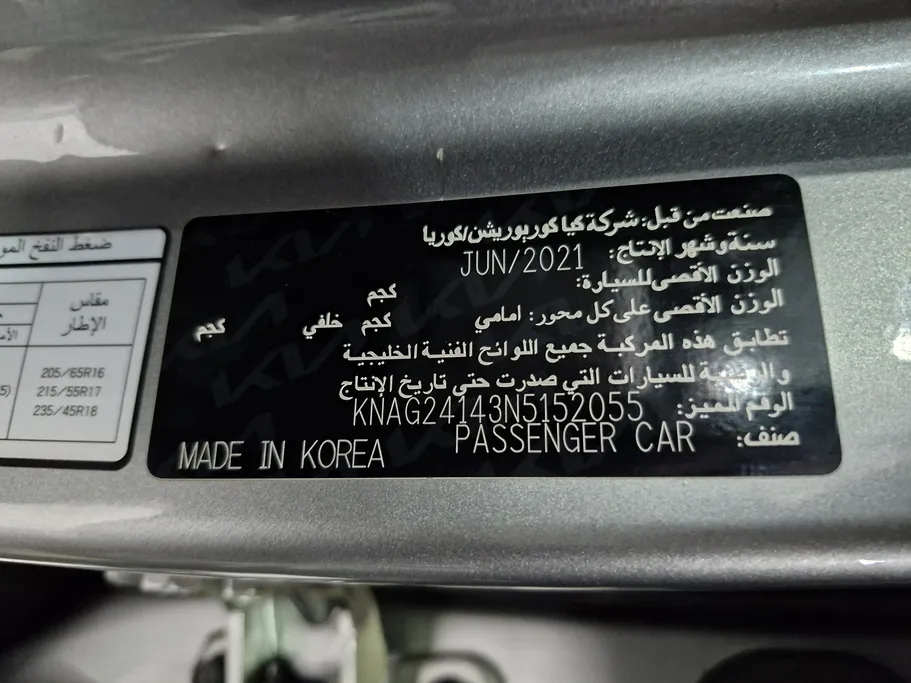 صنعت من قبل: شركة كيا كوربوريشن/كوريا
سنة وشهر الإنتاج: JUN/2021
الوزن الأقصى للسيارة: كجم
الوزن الأقصى على كل محور: امامي كجم خلفي كجم
تطابق هذه المركبة جميع اللوائح الفنية الخليجية
للسيارات التي صدرت حتى تاريخ الإنتاج
الرقم المميز: KNAG24143N5152055
صنف: PASSENGER CAR
MADE IN KOREA
ضغط النفخ
مقاس
الإطار
205/65R16
215/55R17
235/45R18